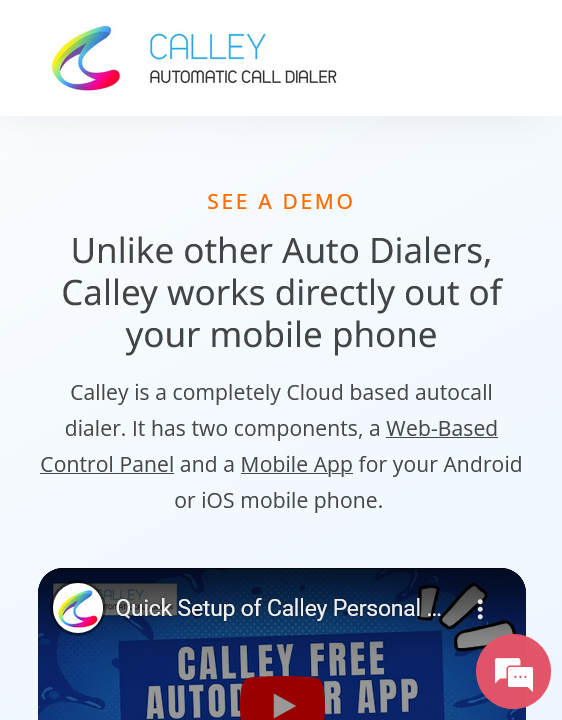 CALLEY
AUTOMATIC CALL DIALER
SEE A DEMO
Unlike other Auto Dialers,
Calley works directly out of
your mobile phone
Calley is a completely Cloud based autocall
dialer. It has two components, a Web-Based
Control Panel and a Mobile App for your Android
or iOS mobile phone.
CALLEY
Quick Setup of Calley Personal ...
CALLEY FREE
APP